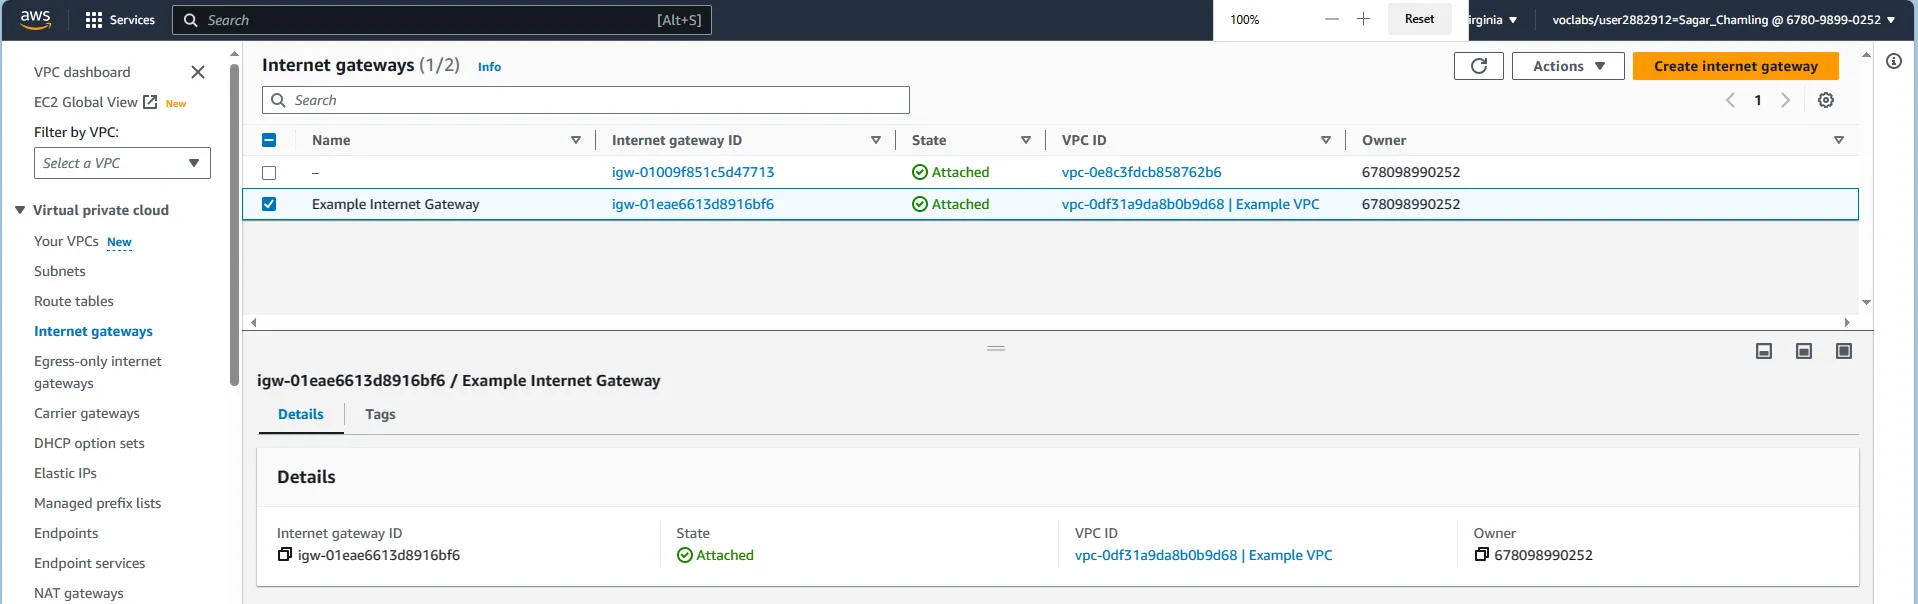 aws Services Search [Alt+S] 100% Reset irginia voclabs/user2882912=Sagar_Chamling @ 6780-9899-0252
VPC dashboard
EC2 Global View New
Filter by VPC:
Select a VPC
Virtual private cloud
Your VPCs New
Subnets
Route tables
Internet gateways
Egress-only internet
gateways
Carrier gateways
DHCP option sets
Elastic IPs
Managed prefix lists
Endpoints
Endpoint services
NAT gateways
Internet gateways (1/2) Info
Actions Create internet gateway
Search
1
Name Internet gateway ID State VPC ID Owner
– igw-01009f851c5d47713 Attached vpc-0e8c3fdcb858762b6 678098990252
Example Internet Gateway igw-01eae6613d8916bf6 Attached vpc-0df31a9da8b0b9d68 | Example VPC 678098990252
igw-01eae6613d8916bf6 / Example Internet Gateway
Details Tags
Details
Internet gateway ID State VPC ID Owner
igw-01eae6613d8916bf6 Attached vpc-0df31a9da8b0b9d68 | Example VPC 678098990252